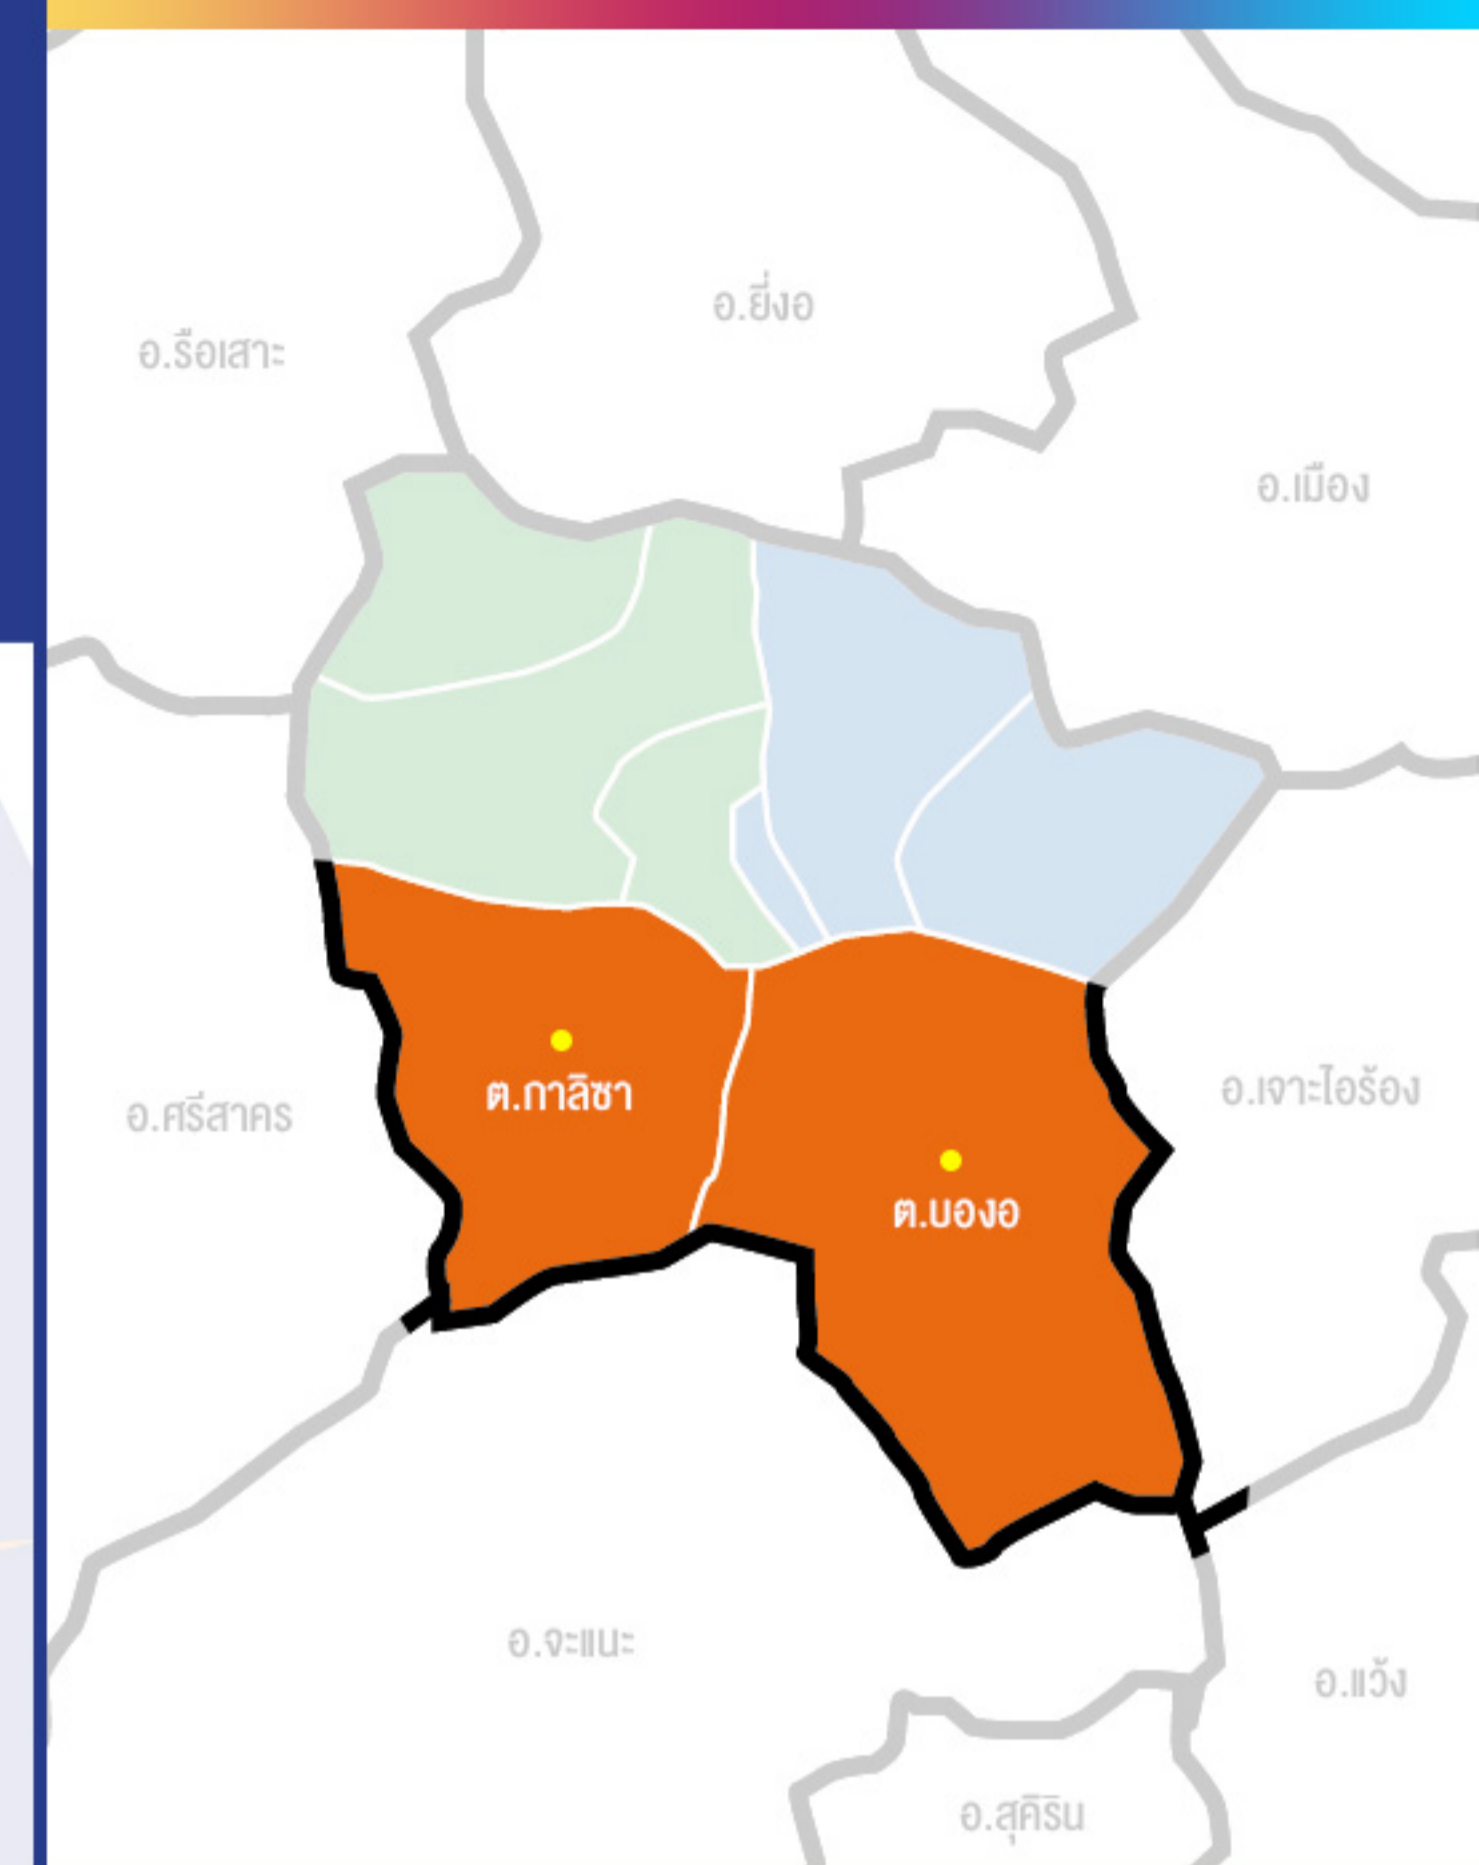 อ.ยี่งอ
อ.รือเสาะ
อ.เมือง
ต.กาลิซา
อ.ศรีสาคร
อ.เจาะไอร้อง
ต.บองอ
อ.จะแนะ
อ.แว้ง
อ.สุคิริน